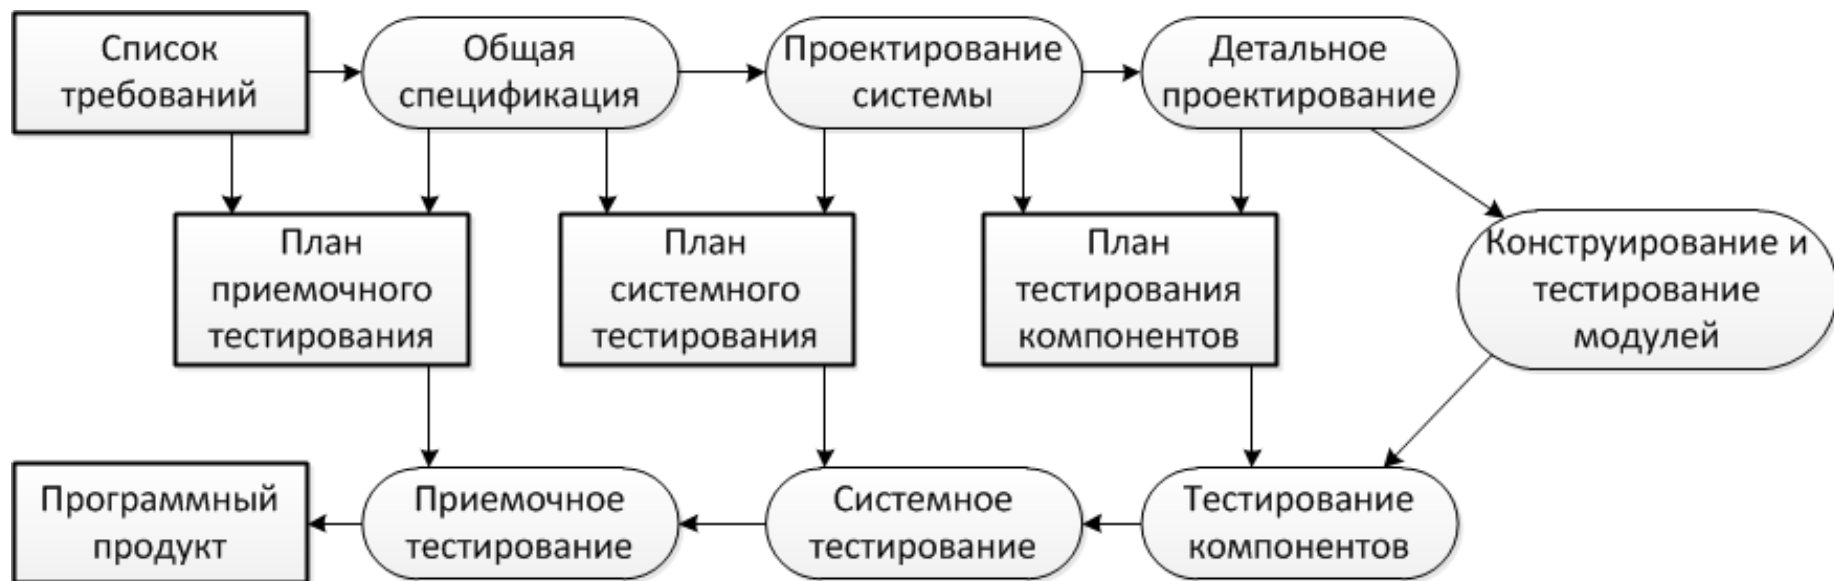 Список
требований
Общая
спецификация
Проектирование
системы
Детальное
проектирование
План
приемочного
тестирования
План
системного
тестирования
План
тестирования
компонентов
Конструирование и
тестирование
модулей
Программный
продукт
Приемочное
тестирование
Системное
тестирование
Тестирование
компонентов